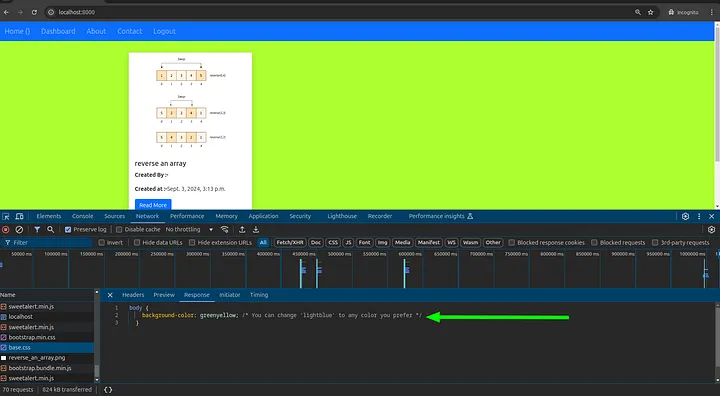 localhost:8000
Incognito
Home () Dashboard About Contact Logout
Swap
1 2 3 4 5 reverse(0,4)
0 1 2 3 4
Swap
5 2 3 4 1 reverse(1,3)
0 1 2 3 4
5 4 3 2 1 reverse(2,2)
0 1 2 3 4
reverse an array
Created By :-
Created at :-Sept. 3, 2024, 3:13 p.m.
Read More
Elements Console Sources Network Performance Memory Application Security Lighthouse Recorder Performance insights
Preserve log Disable cache No throttling
Filter Invert Hide data URLs Hide extension URLs All Fetch/XHR Doc CSS JS Font Img Media Manifest WS Wasm Other Blocked response cookies Blocked requests 3rd-party requests
50000 ms 100000 ms 150000 ms 200000 ms 250000 ms 300000 ms 350000 ms 400000 ms 450000 ms 500000 ms 550000 ms 600000 ms 650000 ms 700000 ms 750000 ms 800000 ms 850000 ms 900000 ms 950000 ms 1000000 ms
Name Headers Preview Response Initiator Timing
sweetalert.min.js
localhost
sweetalert.min.js
bootstrap.min.css
base.css
reverse_an_array.png
bootstrap.bundle.min.js
sweetalert.min.js
1 body {
2 background-color: greenyellow; /* You can change 'lightblue' to any color you prefer */
3 }
70 requests 824 kB transferred { }